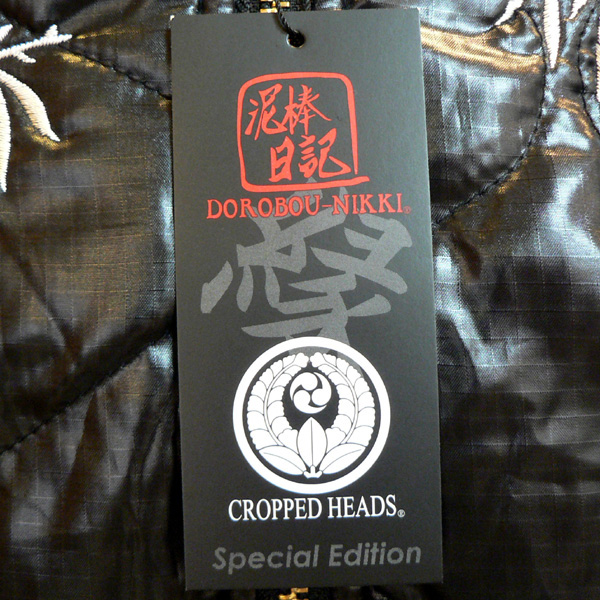 泥棒
日記
DOROBOU-NIKKI®
CROPPED HEADS®
Special Edition